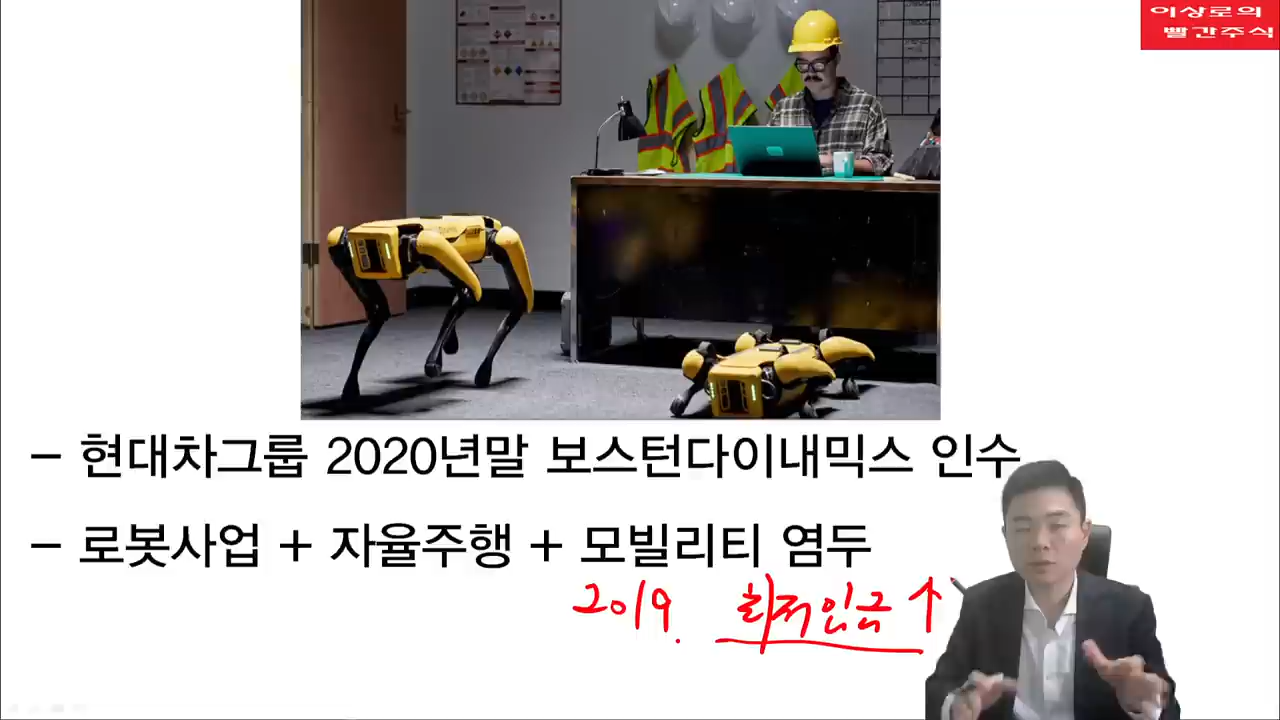 이상로의
빨간주식
– 현대차그룹 2020년말 보스턴다이내믹스 인수
– 로봇사업 + 자율주행 + 모빌리티 염두
2019. 최저임금 ↑